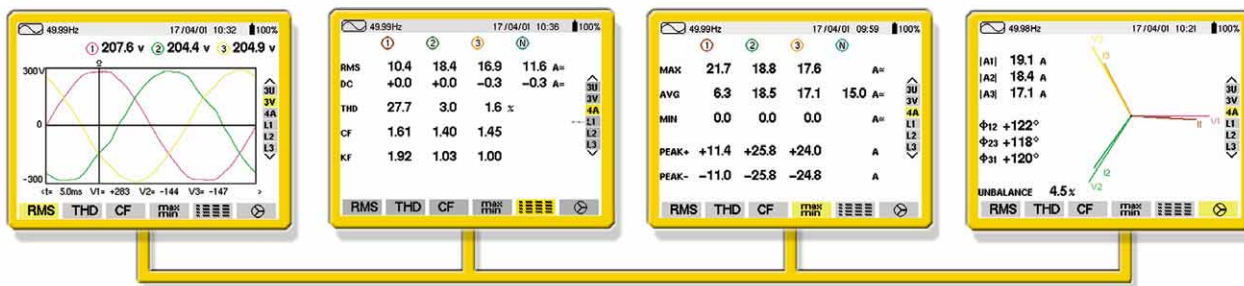 49.99Hz 17/04/01 10:32 100%
1 207.6 v 2 204.4 v 3 204.9 v
300V
0
-300
3U
3V
4A
L1
L2
L3
<t= 5.0ms V1= +283 V2= -144 V3= -147 >
RMS THD CF max min
49.99Hz 17/04/01 10:36 100%
1 2 3 N
RMS 10.4 18.4 16.9 11.6 A≃
DC +0.0 +0.0 -0.3 -0.3 A=
THD 27.7 3.0 1.6 %
CF 1.61 1.40 1.45
KF 1.92 1.03 1.00
3U
3V
4A
L1
L2
L3
RMS THD CF max min
49.99Hz 17/04/01 09:59 100%
1 2 3 N
MAX 21.7 18.8 17.6 A≃
AVG 6.3 18.5 17.1 15.0 A≃
MIN 0.0 0.0 0.0 A≃
PEAK+ +11.4 +25.8 +24.0 A
PEAK- -11.0 -25.8 -24.8 A
3U
3V
4A
L1
L2
L3
RMS THD CF max min
49.98Hz 17/04/01 10:21 100%
|A1| 19.1 A
|A2| 18.4 A
|A3| 17.1 A
Φ12 +122°
Φ23 +118°
Φ31 +120°
UNBALANCE 4.5%
V3
I3
V1
I1
I2
V2
3U
3V
4A
L1
L2
L3
RMS THD CF max min